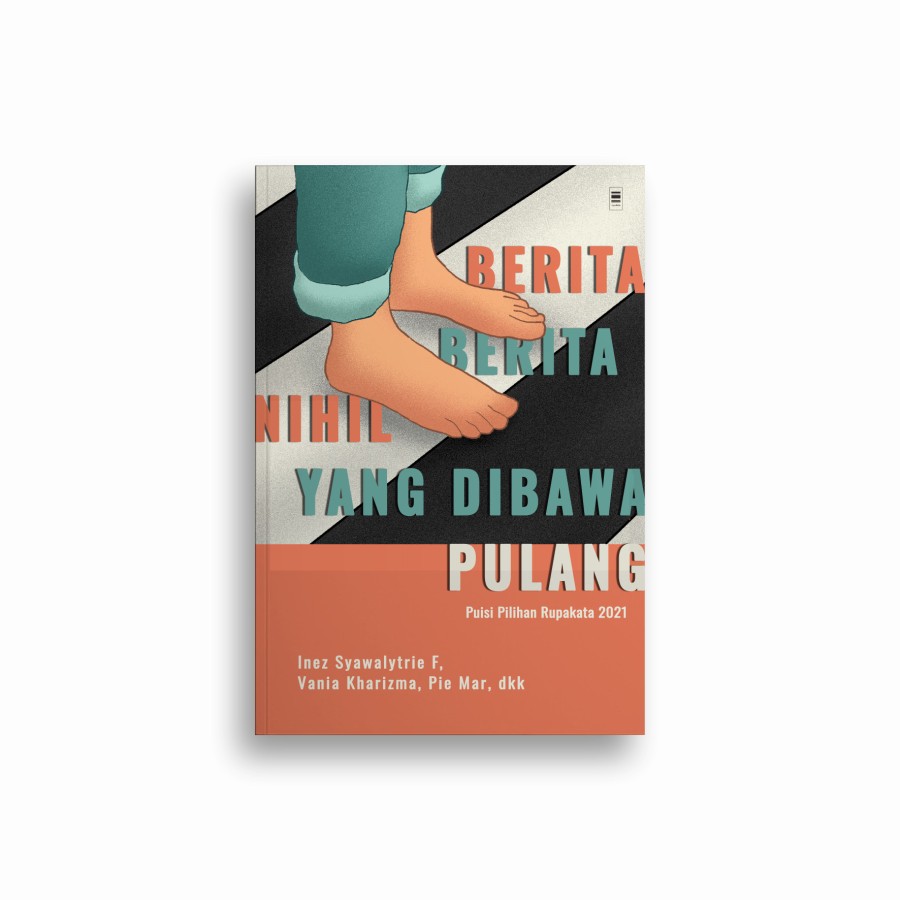 BERITA
BERITA
NIHIL
YANG DIBAWA
PULANG
Puisi Pilihan Rupakata 2021
Inez Syawalytrie F,
Vania Kharizma, Pie Mar, dkk